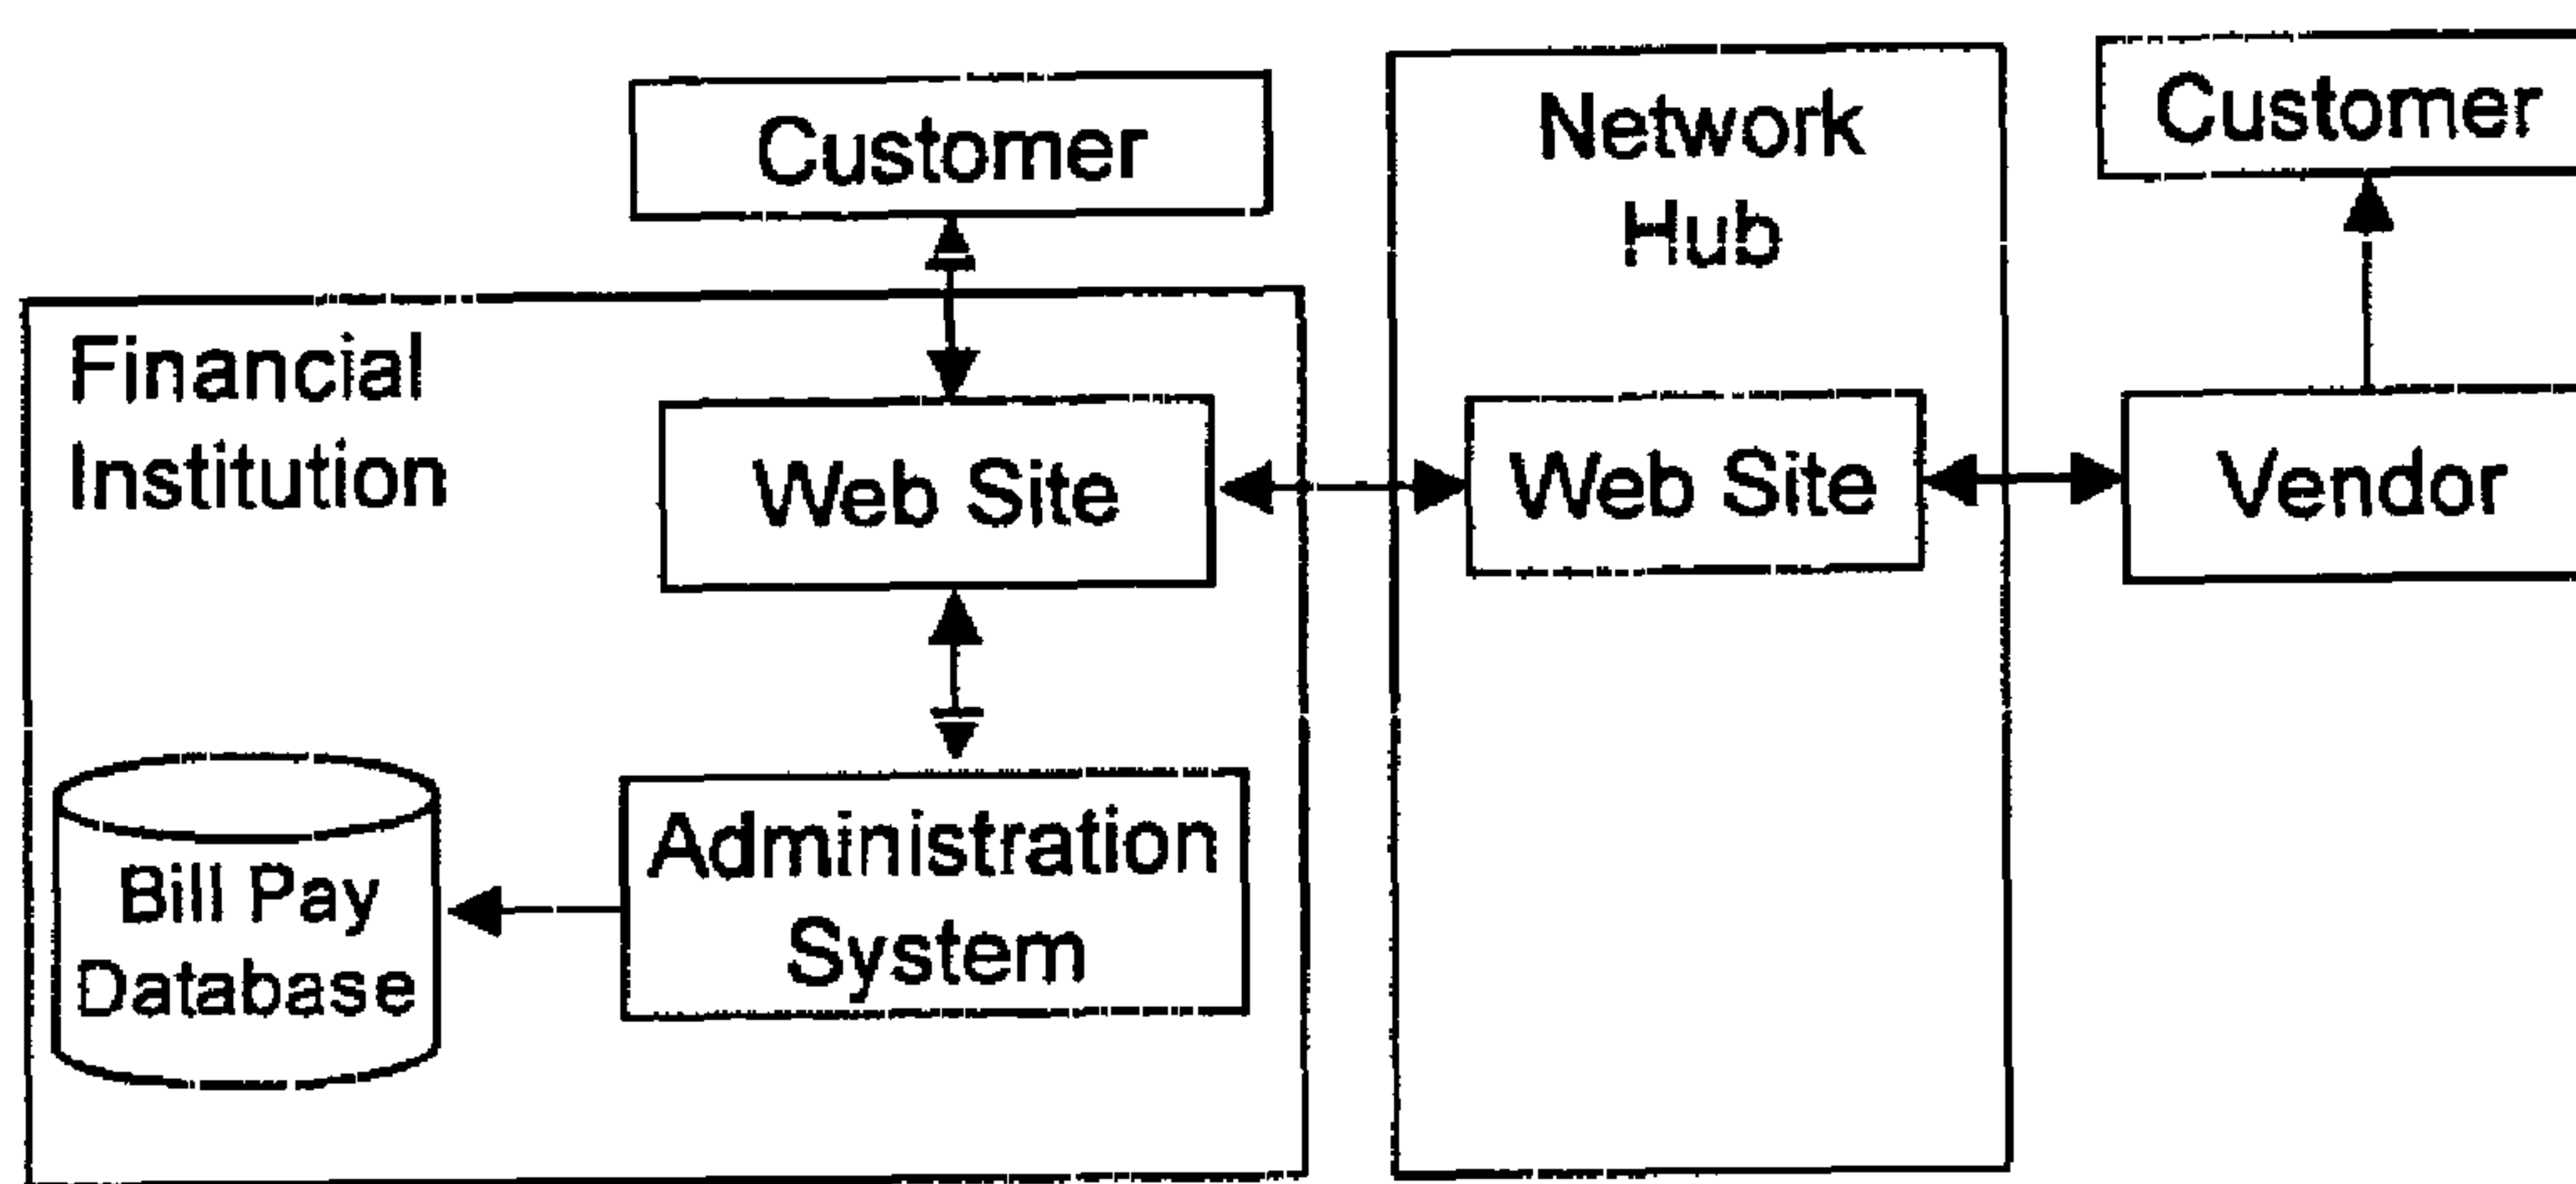 Customer
Network
Hub
Customer
Financial
Institution
Web Site
Web Site
Vendor
Administration
System
Bill Pay
Database